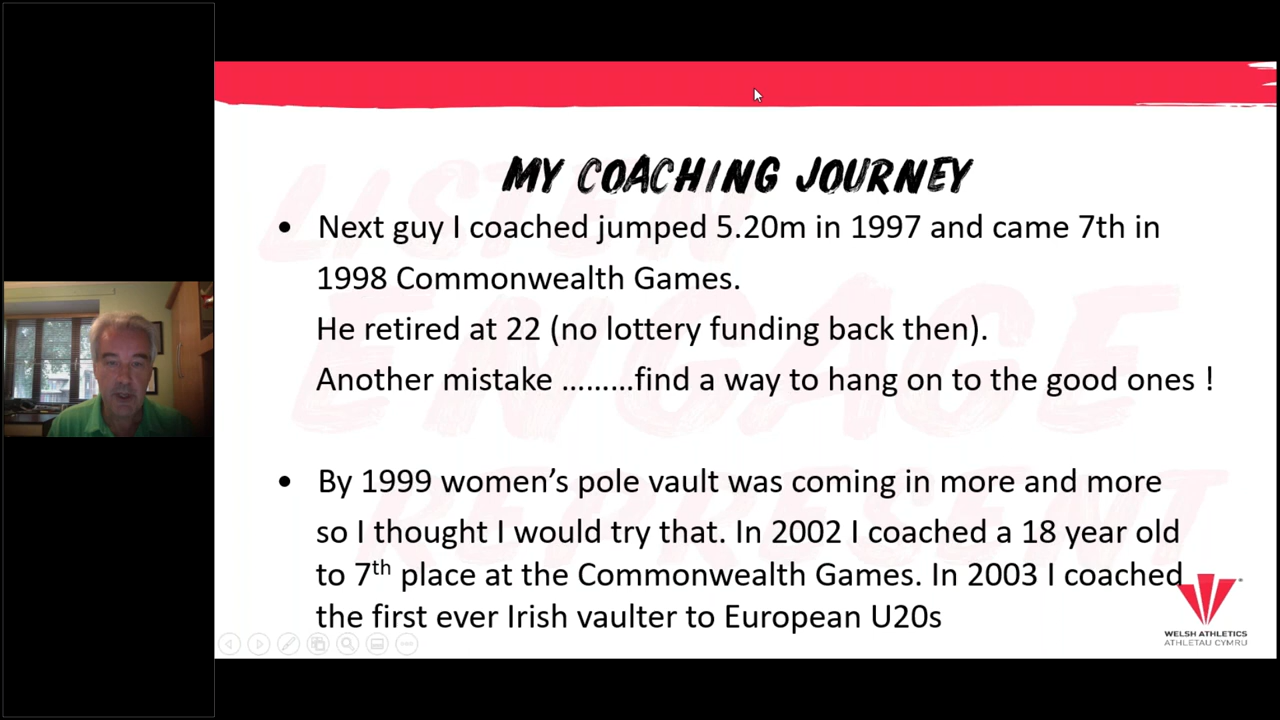 MY COACHING JOURNEY
• Next guy I coached jumped 5.20m in 1997 and came 7th in
1998 Commonwealth Games.
He retired at 22 (no lottery funding back then).
Another mistake .........find a way to hang on to the good ones !
• By 1999 women’s pole vault was coming in more and more
so I thought I would try that. In 2002 I coached a 18 year old
to 7th place at the Commonwealth Games. In 2003 I coached
the first ever Irish vaulter to European U20s
LISTEN
ENGAGE
REPRESENT
WELSH ATHLETICS
ATHLETAU CYMRU